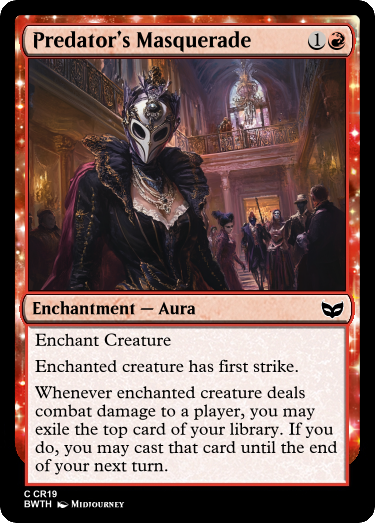 Predator's Masquerade 1
Enchantment — Aura
Enchant Creature
Enchanted creature has first strike.
Whenever enchanted creature deals
combat damage to a player, you may
exile the top card of your library. If you
do, you may cast that card until the end
of your next turn.
C CR19
BWTH Midjourney